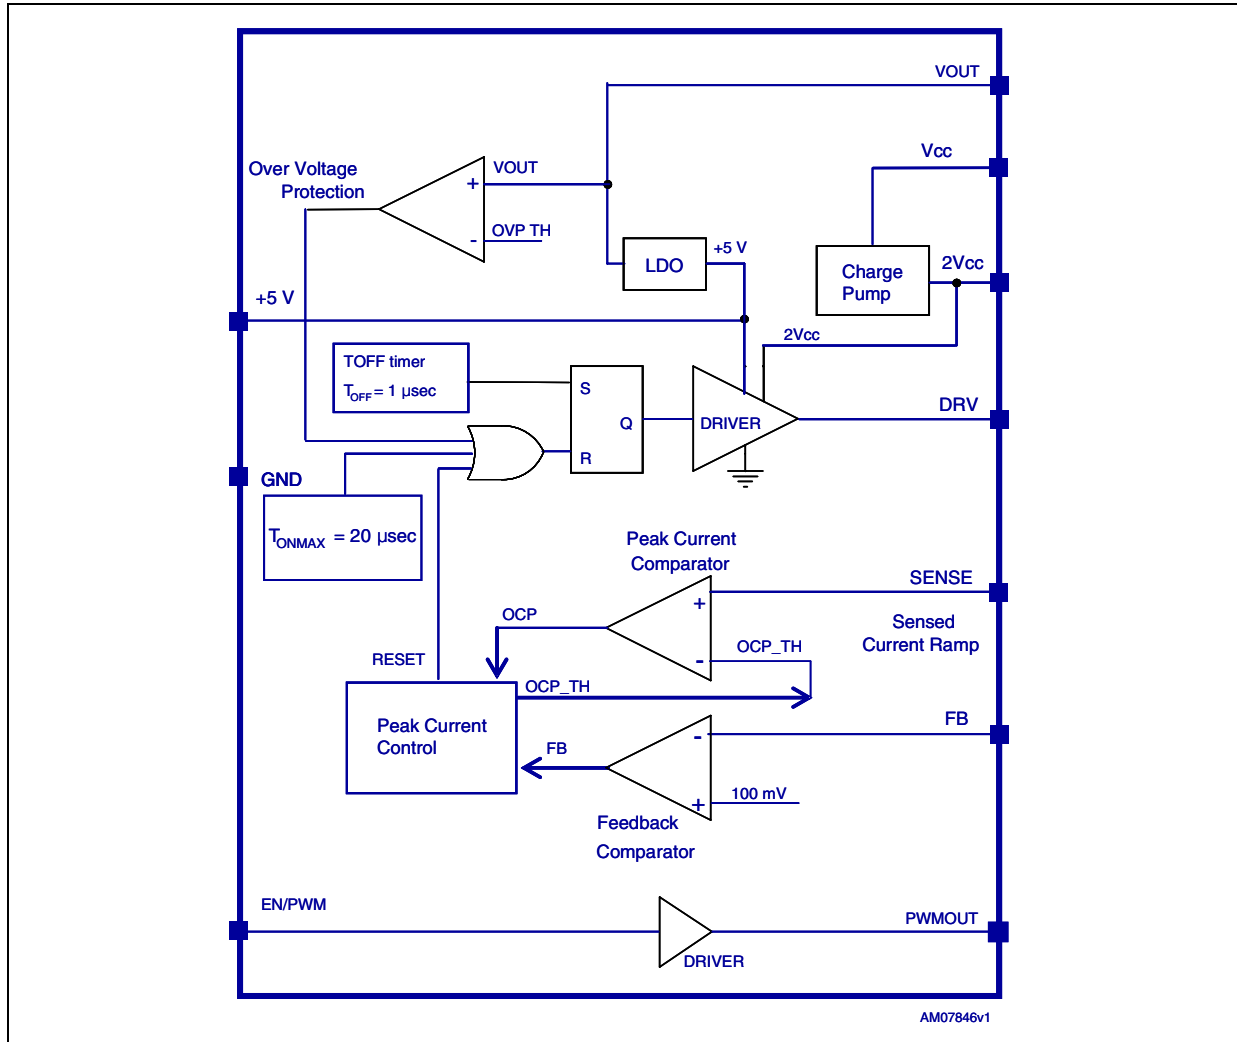 VOUT
Vcc
Over Voltage
Protection
+
VOUT
-
OVP TH
LDO
+5 V
Charge
Pump
2Vcc
+5 V
2Vcc
TOFF timer
TOFF = 1 µsec
S
Q
R
DRIVER
DRV
GND
TONMAX = 20 µsec
Peak Current
Comparator
SENSE
+
OCP
Sensed
Current Ramp
-
OCP_TH
RESET
OCP_TH
Peak Current
Control
FB
-
FB
100 mV
+
Feedback
Comparator
EN/PWM
PWMOUT
DRIVER
AM07846v1